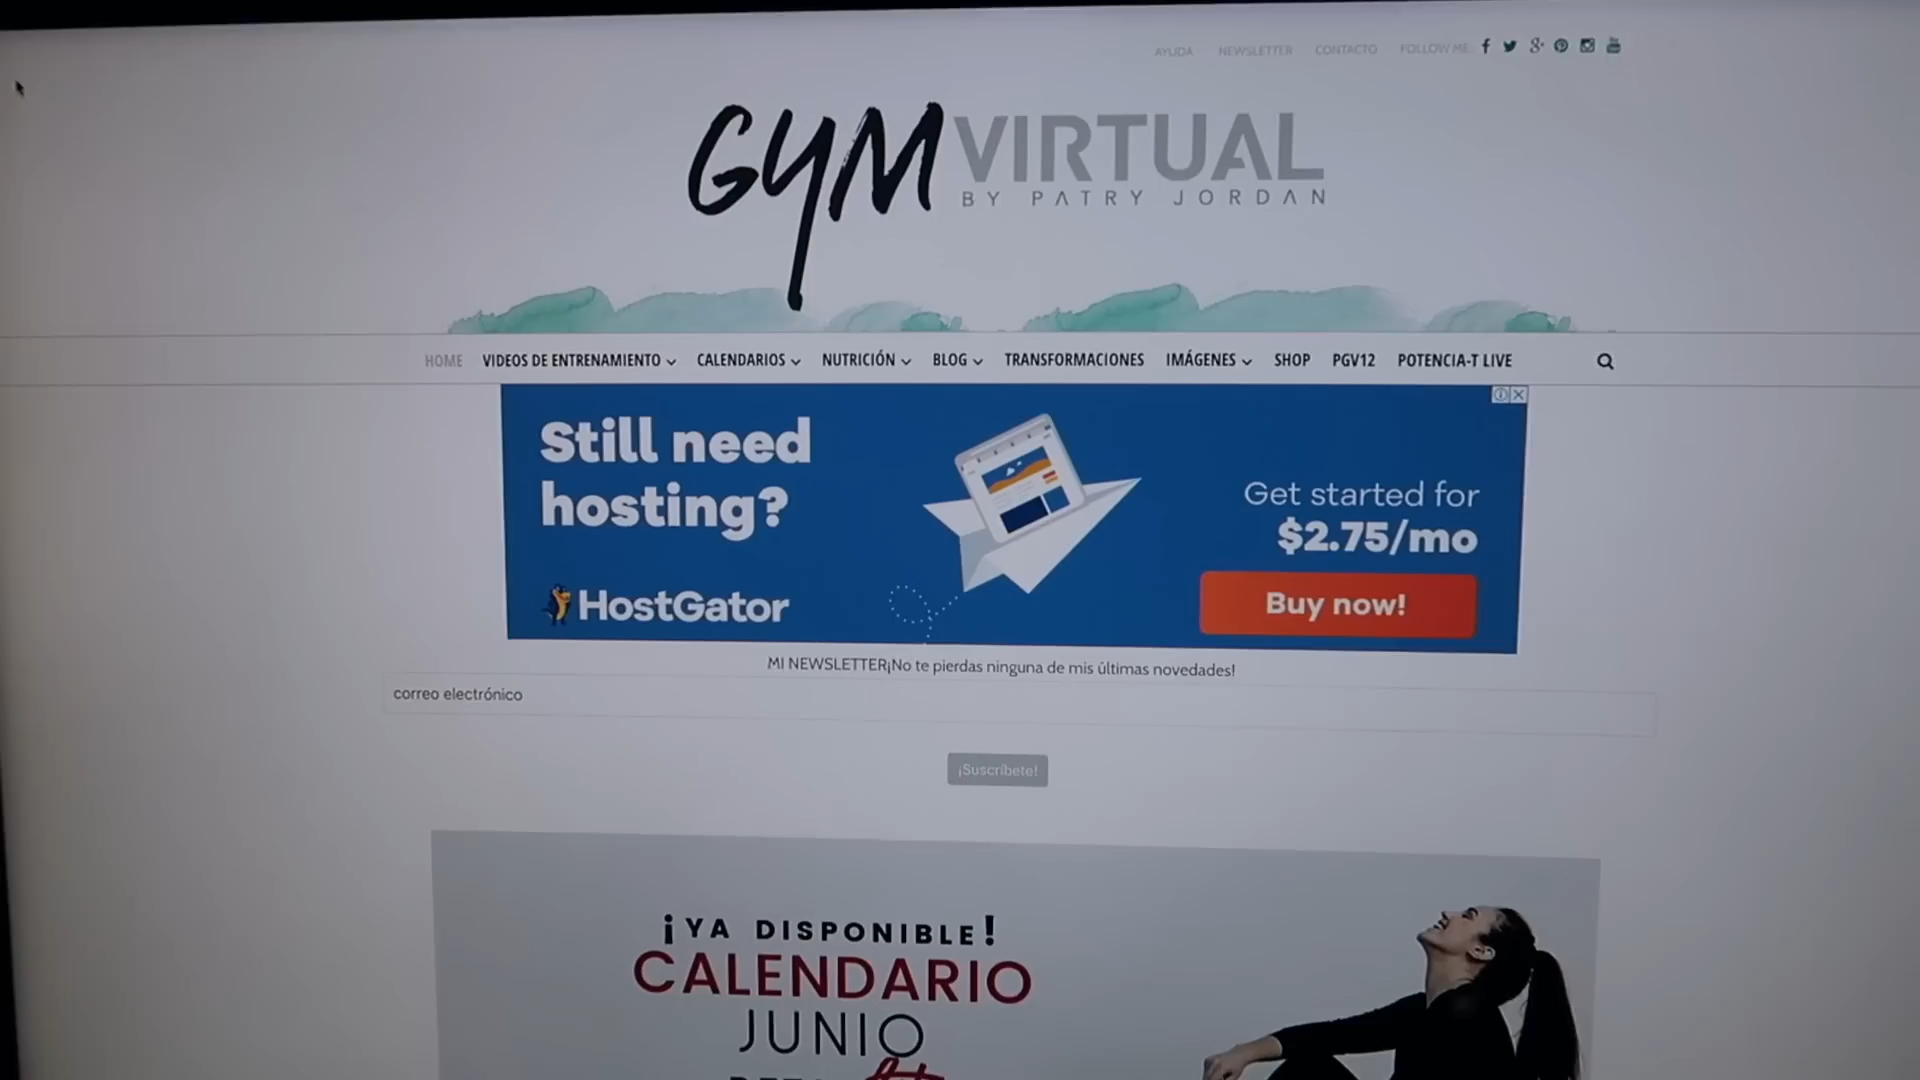 AYUDA NEWSLETTER CONTACTO FOLLOW ME:
GYM VIRTUAL
BY PATRY JORDAN
HOME VIDEOS DE ENTRENAMIENTO CALENDARIOS NUTRICIÓN BLOG TRANSFORMACIONES IMÁGENES SHOP PGV12 POTENCIA-T LIVE
Still need
hosting?
Get started for
$2.75/mo
HostGator
Buy now!
MI NEWSLETTER¡No te pierdas ninguna de mis últimas novedades!
correo electrónico
¡Suscríbete!
¡YA DISPONIBLE!
CALENDARIO
JUNIO